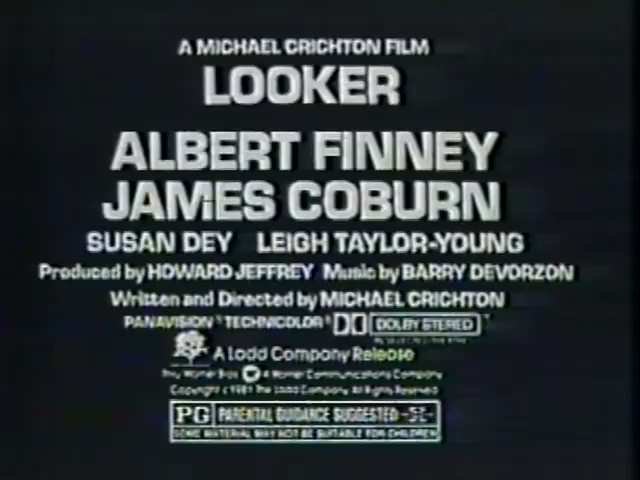 A MICHAEL CRICHTON FILM
LOOKER
ALBERT FINNEY
JAMES COBURN
SUSAN DEY LEIGH TAYLOR-YOUNG
Produced by HOWARD JEFFREY Music by BARRY DEVORZON
Written and Directed by MICHAEL CRICHTON
PANAVISION® TECHNICOLOR® DOLBY STEREO
A Ladd Company Release
Thru Warner Bros A Warner Communications Company
Copyright © 1981 The Ladd Company All Rights Reserved
PG PARENTAL GUIDANCE SUGGESTED
SOME MATERIAL MAY NOT BE SUITABLE FOR CHILDREN